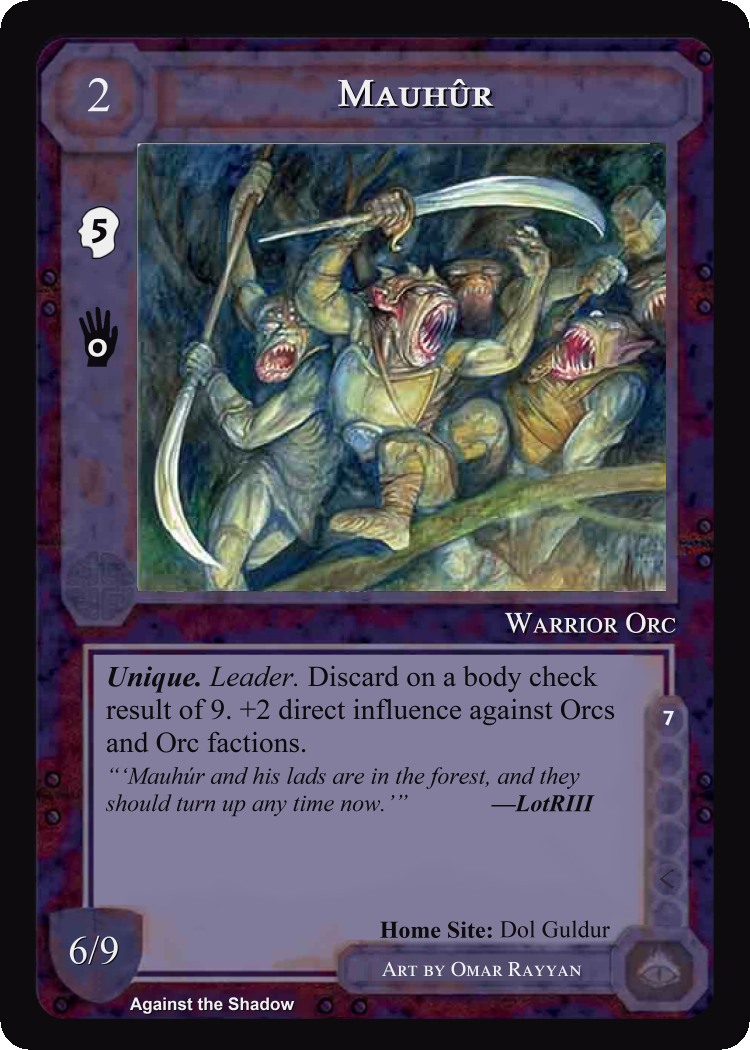 2
Mauhûr
5
0
Warrior Orc
Unique. Leader. Discard on a body check
result of 9. +2 direct influence against Orcs
and Orc factions.
“‘Mauhúr and his lads are in the forest, and they
should turn up any time now.’” —LotRIII
7
Home Site: Dol Guldur
6/9
Art by Omar Rayyan
Against the Shadow